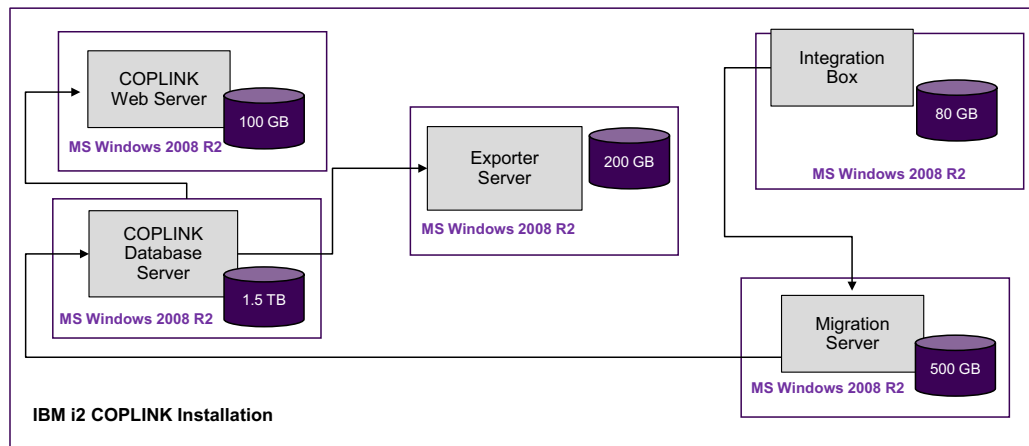 COPLINK
Web Server
100 GB
MS Windows 2008 R2
Integration
Box
80 GB
MS Windows 2008 R2
Exporter
Server
200 GB
MS Windows 2008 R2
COPLINK
Database
Server
1.5 TB
MS Windows 2008 R2
Migration
Server
500 GB
MS Windows 2008 R2
IBM i2 COPLINK Installation